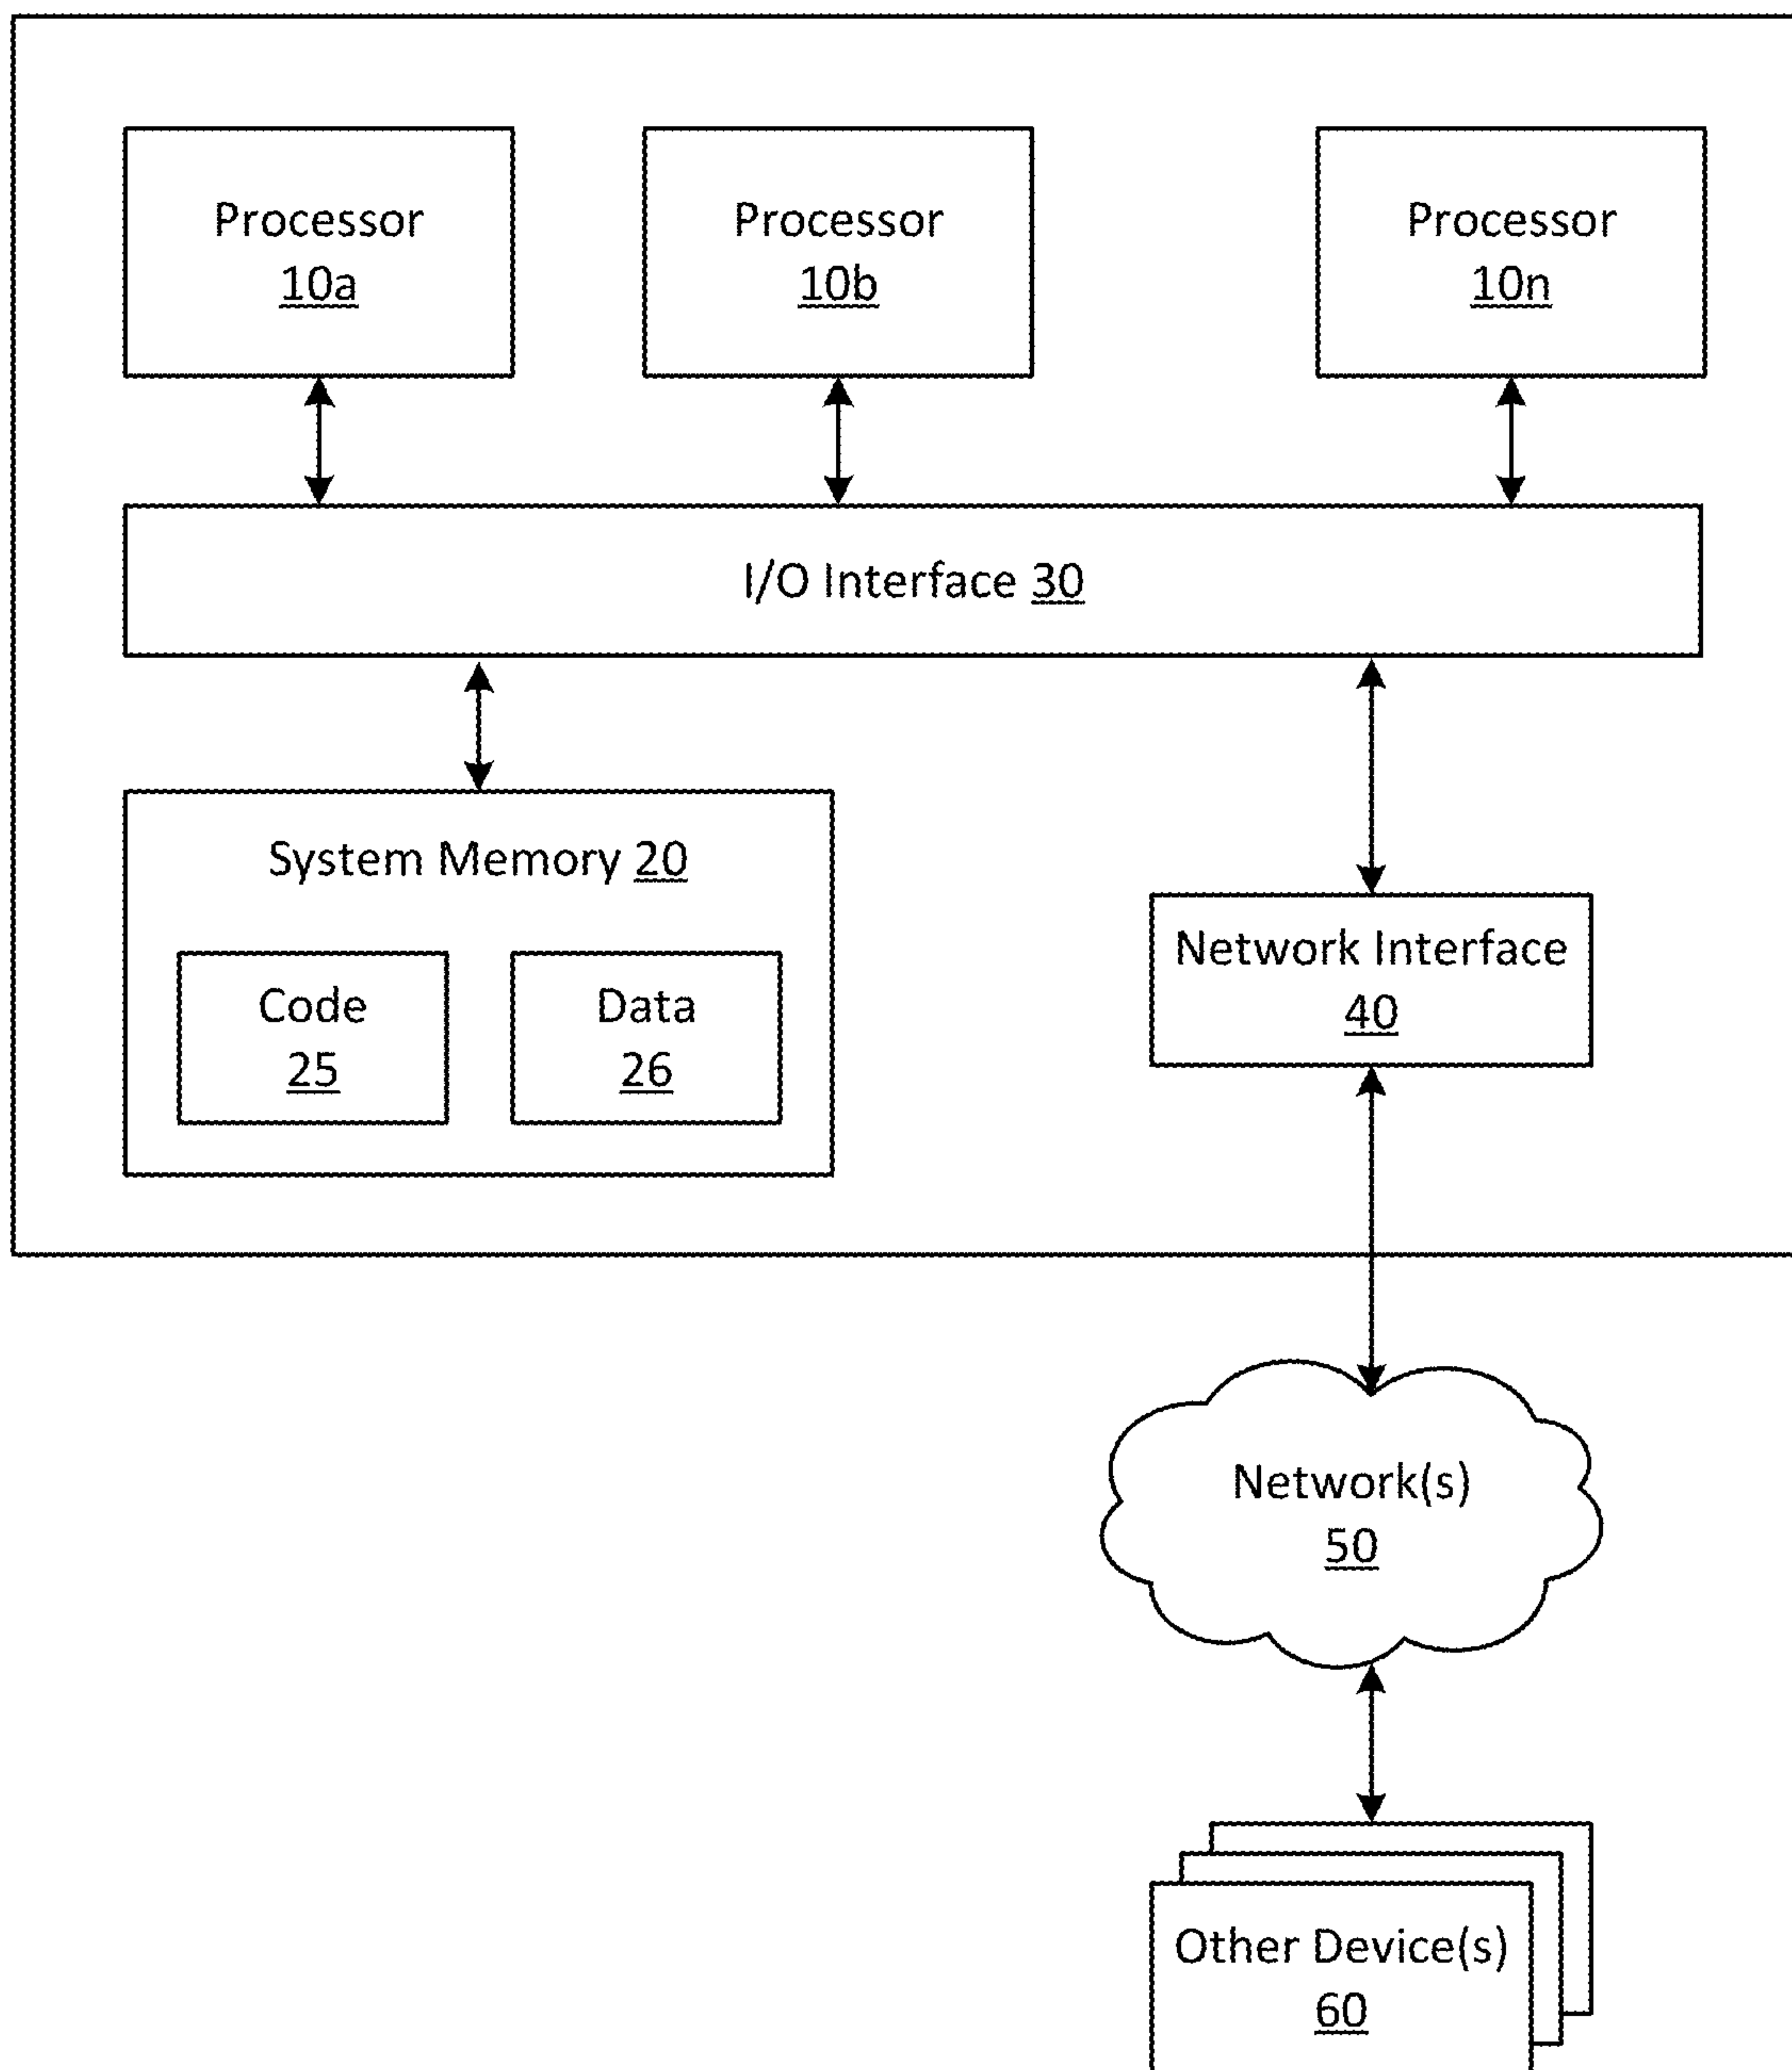 Processor
10a
Processor
10b
Processor
10n
I/O Interface 30
System Memory 20
Code
25
Data
26
Network Interface
40
Network(s)
50
Other Device(s)
60